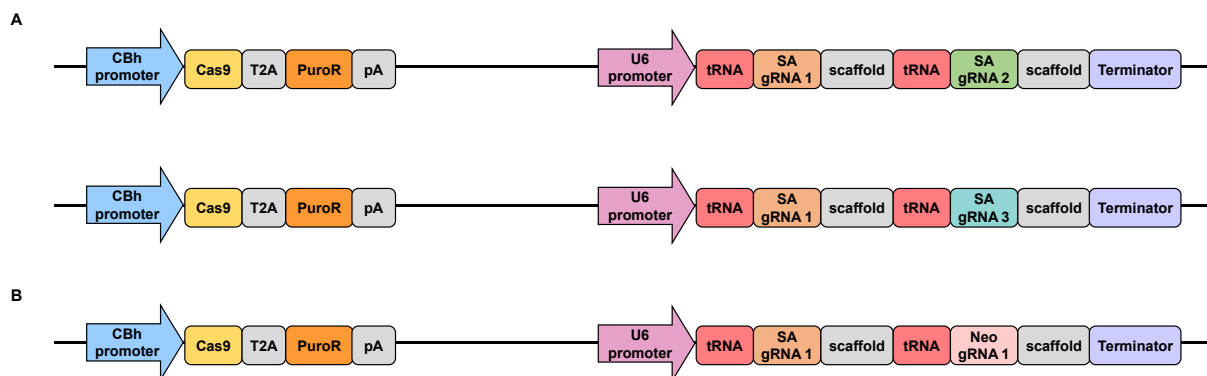 A
CBh
promoter
Cas9 T2A PuroR pA
U6
promoter
tRNA
SA
gRNA 1
scaffold
tRNA
SA
gRNA 2
scaffold
Terminator
CBh
promoter
Cas9 T2A PuroR pA
U6
promoter
tRNA
SA
gRNA 1
scaffold
tRNA
SA
gRNA 3
scaffold
Terminator
B
CBh
promoter
Cas9 T2A PuroR pA
U6
promoter
tRNA
SA
gRNA 1
scaffold
tRNA
Neo
gRNA 1
scaffold
Terminator